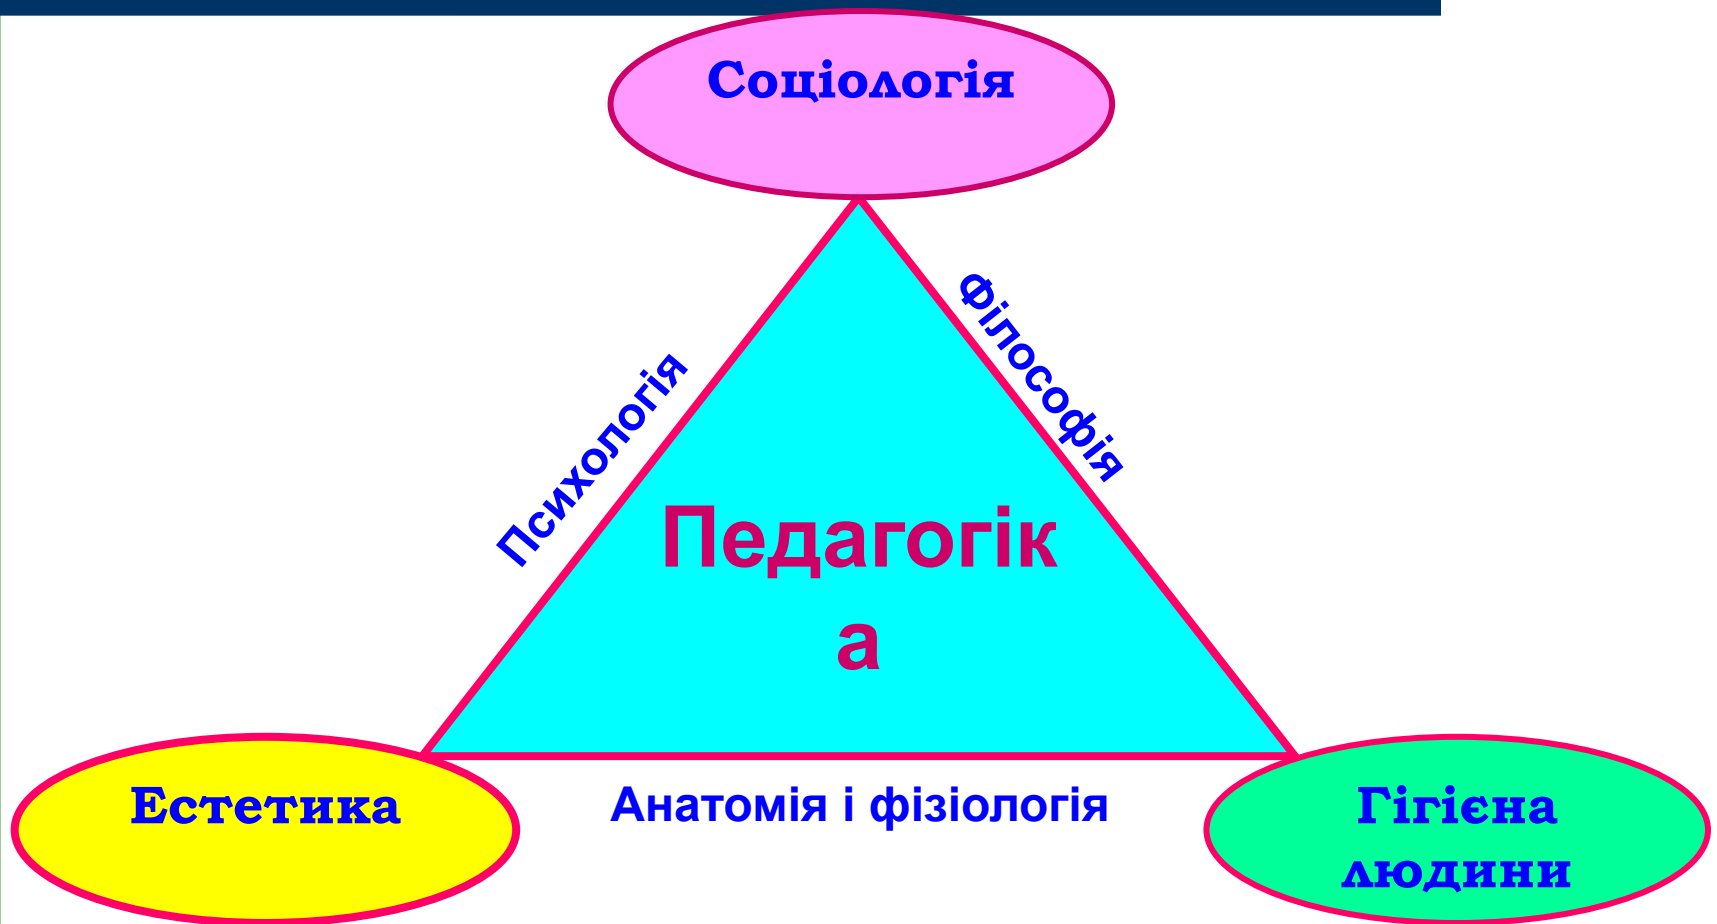 Соціологія
Філософія
Психологія
Педагогік
а
Естетика
Анатомія і фізіологія
Гігієна
людини